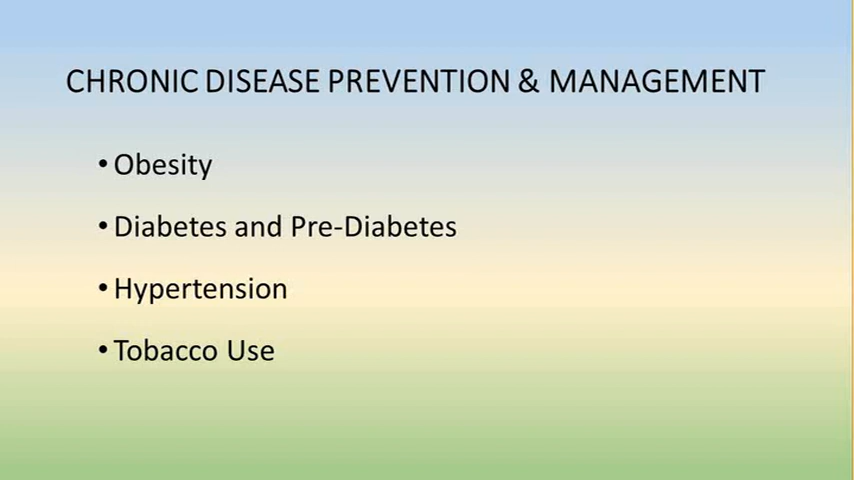 CHRONIC DISEASE PREVENTION & MANAGEMENT
• Obesity
• Diabetes and Pre-Diabetes
• Hypertension
• Tobacco Use